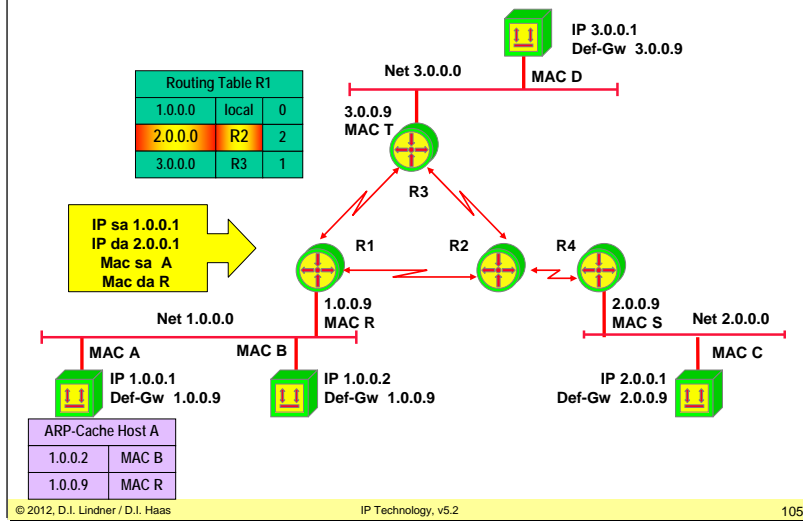 IP 3.0.0.1
Def-Gw 3.0.0.9
MAC D
Net 3.0.0.0
Routing Table R1
1.0.0.0 local 0
2.0.0.0 R2 2
3.0.0.0 R3 1
3.0.0.9
MAC T
R3
IP sa 1.0.0.1
IP da 2.0.0.1
Mac sa A
Mac da R
R1
R2
R4
1.0.0.9
MAC R
2.0.0.9
MAC S
Net 1.0.0.0
Net 2.0.0.0
MAC A
MAC B
MAC C
IP 1.0.0.1
Def-Gw 1.0.0.9
IP 1.0.0.2
Def-Gw 1.0.0.9
IP 2.0.0.1
Def-Gw 2.0.0.9
ARP-Cache Host A
1.0.0.2 MAC B
1.0.0.9 MAC R
© 2012, D.I. Lindner / D.I. Haas
IP Technology, v5.2
105